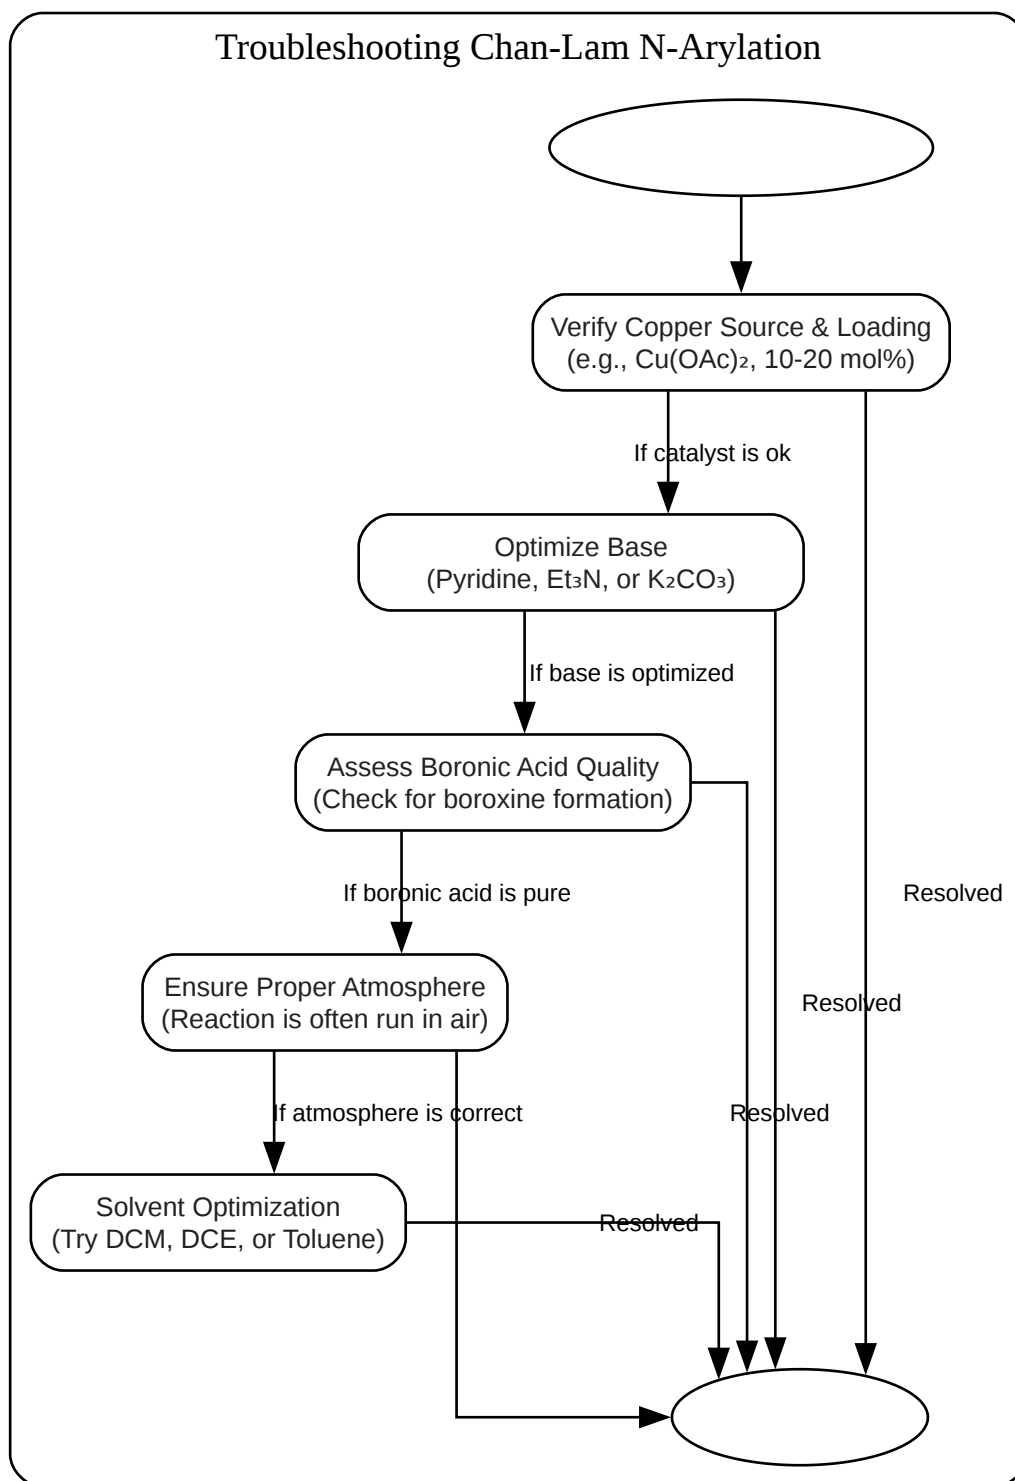 Troubleshooting Chan-Lam N-Arylation
Verify Copper Source & Loading
(e.g., Cu(OAc)₂, 10-20 mol%)
If catalyst is ok
Optimize Base
(Pyridine, Et₃N, or K₂CO₃)
If base is optimized
Assess Boronic Acid Quality
(Check for boroxine formation)
If boronic acid is pure
Resolved
Ensure Proper Atmosphere
(Reaction is often run in air)
Resolved
If atmosphere is correct
Resolved
Solvent Optimization
(Try DCM, DCE, or Toluene)
Resolved